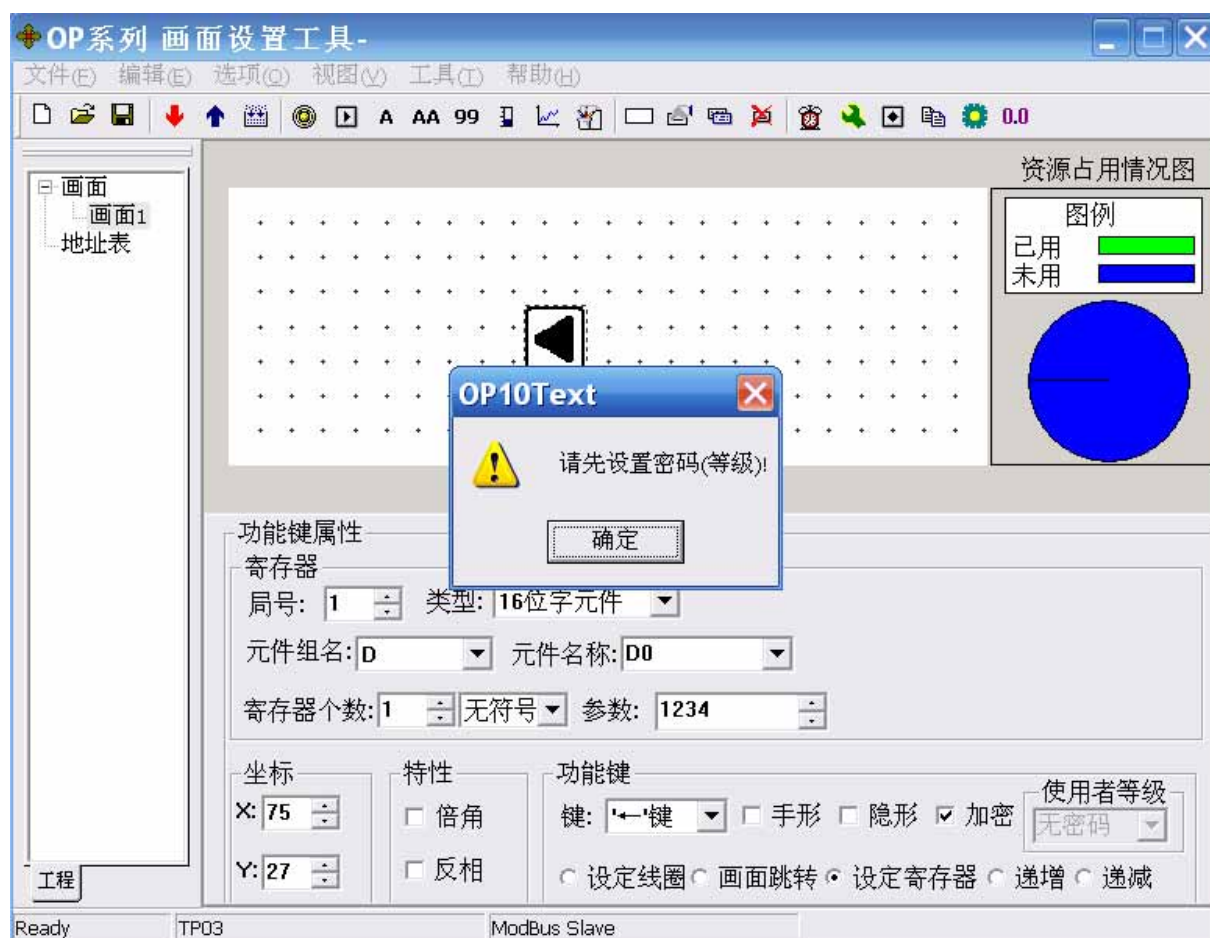 OP系列 画面设置工具-
文件(F) 编辑(E) 选项(O) 视图(V) 工具(T) 帮助(H)
A AA 99 0.0
画面
画面1
地址表
工程
资源占用情况图
图例
已用
未用
OP10Text
请先设置密码(等级)!
确定
功能键属性
寄存器
局号: 1 类型: 16位字元件
元件组名: D 元件名称: D0
寄存器个数: 1 无符号 参数: 1234
坐标
X: 75
Y: 27
特性
倍角
反相
功能键
键: '←'键 手形 隐形 加密
使用者等级
无密码
设定线圈 画面跳转 设定寄存器 递增 递减
Ready TP03 ModBus Slave